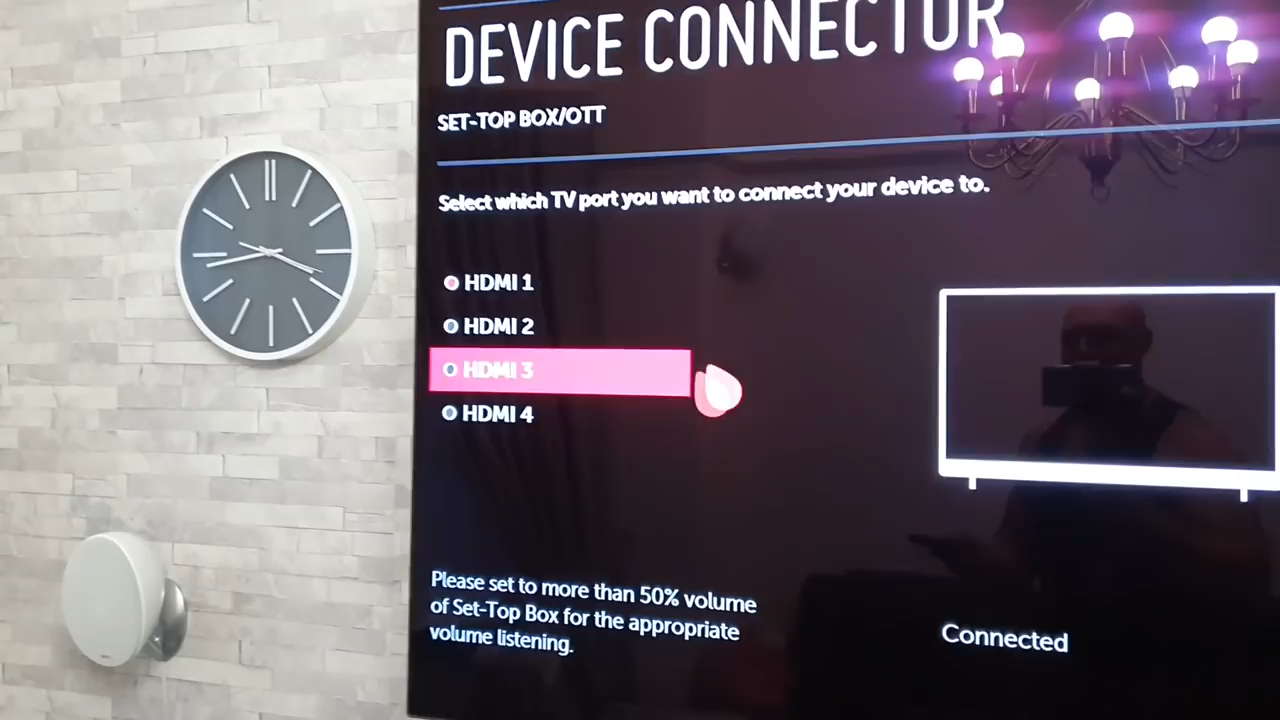 DEVICE CONNECTOR
SET-TOP BOX/OTT
Select which TV port you want to connect your device to.
HDMI 1
HDMI 2
HDMI 3
HDMI 4
Please set to more than 50% volume
of Set-Top Box for the appropriate
volume listening.
Connected